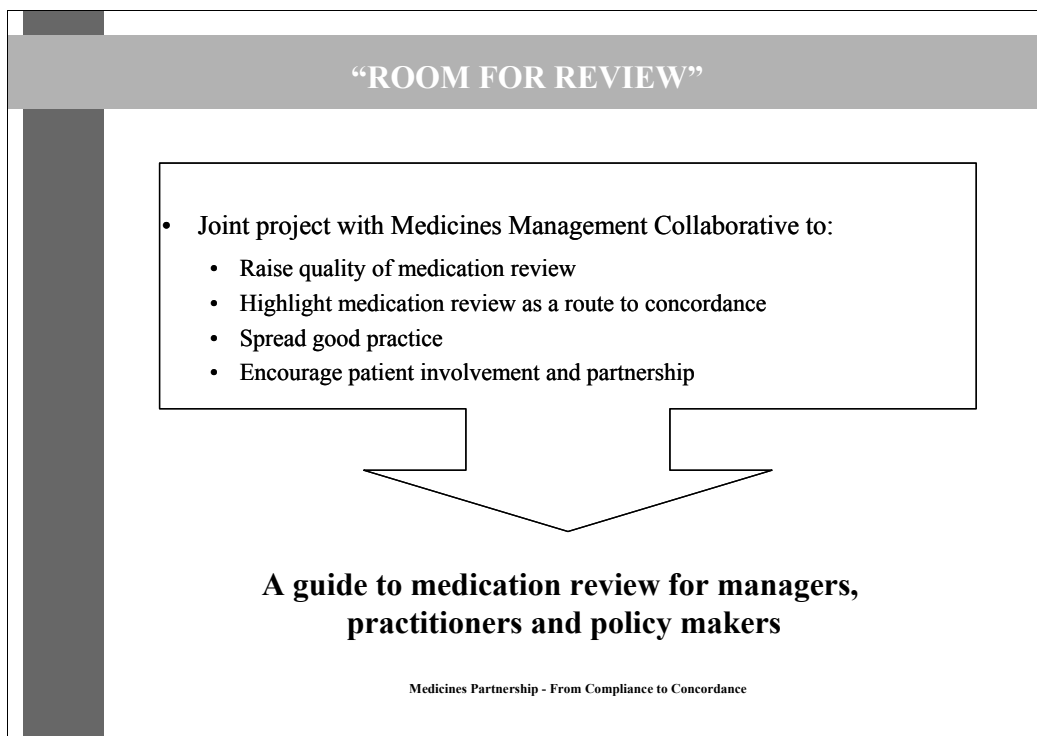 “ROOM FOR REVIEW”
• Joint project with Medicines Management Collaborative to:
• Raise quality of medication review
• Highlight medication review as a route to concordance
• Spread good practice
• Encourage patient involvement and partnership
A guide to medication review for managers,
practitioners and policy makers
Medicines Partnership - From Compliance to Concordance